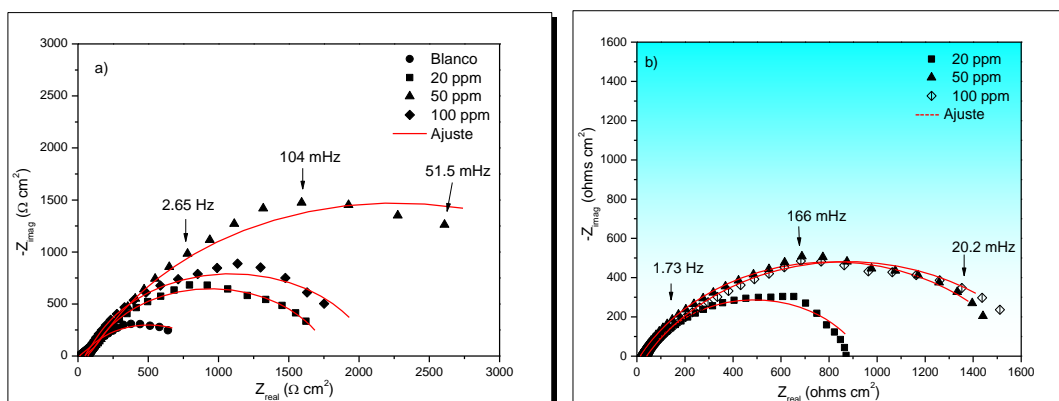 a)
Blanco
20 ppm
50 ppm
100 ppm
Ajuste
104 mHz
51.5 mHz
2.65 Hz
3000
2500
2000
1500
1000
500
0
-Z_imag (Ω cm²)
0 500 1000 1500 2000 2500 3000
Z_real (Ω cm²)
b)
20 ppm
50 ppm
100 ppm
Ajuste
166 mHz
1.73 Hz
20.2 mHz
1600
1400
1200
1000
800
600
400
200
0
-Z_imag (ohms cm²)
0 200 400 600 800 1000 1200 1400 1600
Z_real (ohms cm²)